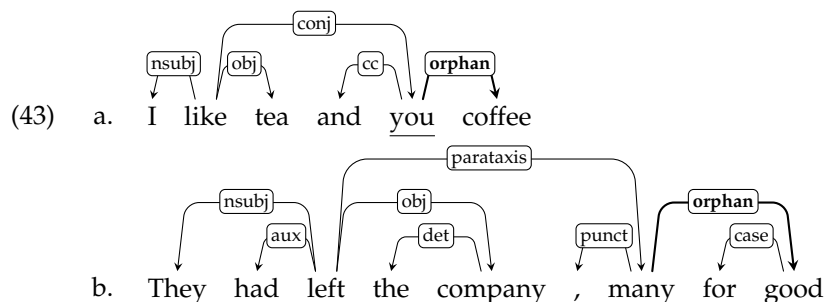 conj
nsubj obj cc orphan
(43) a. I like tea and you coffee
parataxis
nsubj obj orphan
aux det punct case
b. They had left the company , many for good